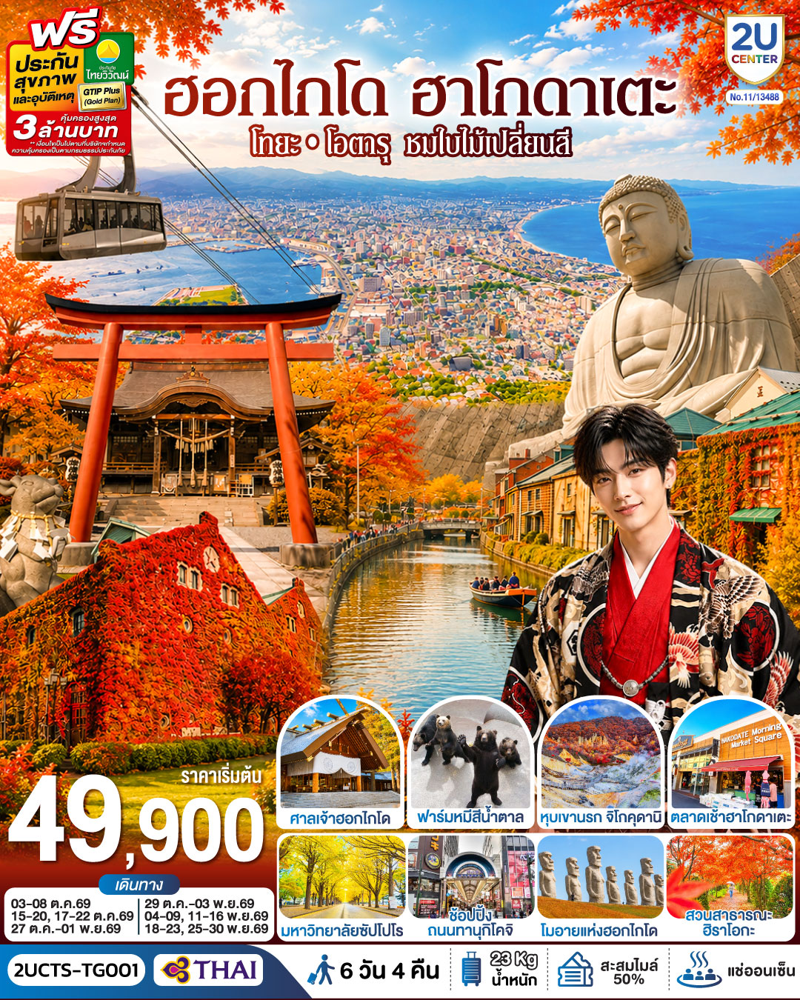 ฟรี
ประกัน
สุขภาพ
และอุบัติเหตุ
ประกันภัย
ไทยวิวัฒน์
GTIP Plus
(Gold Plan)
คุ้มครองสูงสุด
3 ล้านบาท
** เงื่อนไขเป็นไปตามที่บริษัทฯกำหนด
ความคุ้มครองเป็นตามกรมธรรม์ประกันภัย
2U
CENTER
No.11/13488
ฮอกไกโด ฮาโกดาเตะ
โทยะ • โอตารุ ชมใบไม้เปลี่ยนสี
ราคาเริ่มต้น
49,900
เดินทาง
03-08 ต.ค.69
15-20, 17-22 ต.ค.69
27 ต.ค.-01 พ.ย.69
29 ต.ค.-03 พ.ย.69
04-09, 11-16 พ.ย.69
18-23, 25-30 พ.ย.69
ศาลเจ้าฮอกไกโด
ฟาร์มหมีสีน้ำตาล
หุบเขานรก จิโกคุดานิ
HAKODATE Morning
Market Square
ตลาดเช้าฮาโกดาเตะ
มหาวิทยาลัยซัปโปโร
ช้อปปิ้ง
ถนนทานุกิโคจิ
โมอายแห่งฮอกไกโด
สวนสาธารณะ
ฮิราโอกะ
2UCTS-TG001
THAI
6 วัน 4 คืน
23 Kg
น้ำหนัก
สะสมไมล์
50%
แช่ออนเซ็น